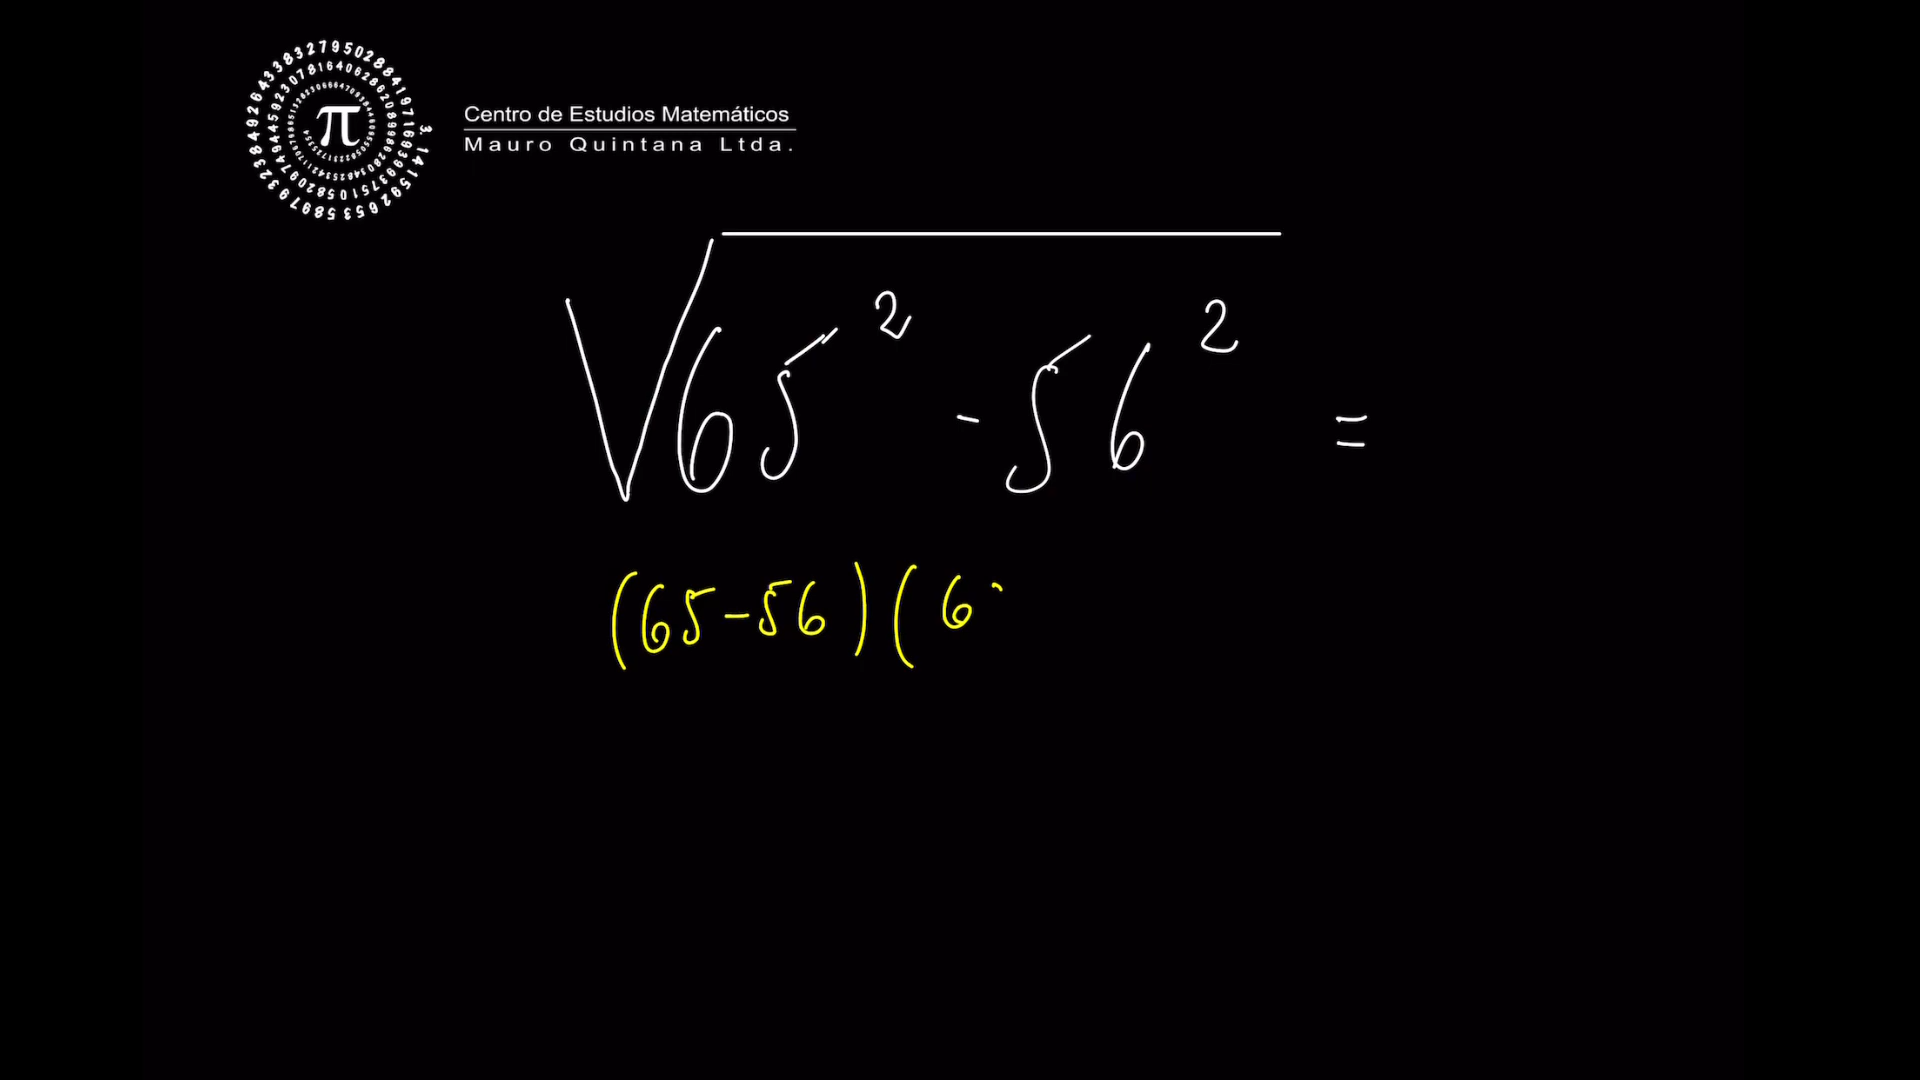 Centro de Estudios Matemáticos
Mauro Quintana Ltda.
π
√65² - 56² =
(65-56)(6